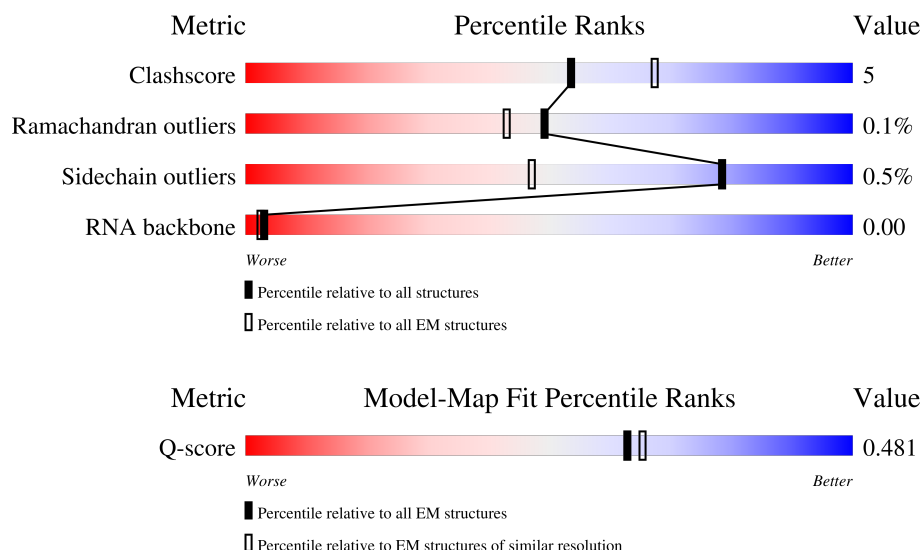 Metric Percentile Ranks Value
Clashscore 5
Ramachandran outliers 0.1%
Sidechain outliers 0.5%
RNA backbone 0.00
Worse Better
Percentile relative to all structures
Percentile relative to all EM structures
Metric Model-Map Fit Percentile Ranks Value
Q-score 0.481
Worse Better
Percentile relative to all EM structures
Percentile relative to EM structures of similar resolution